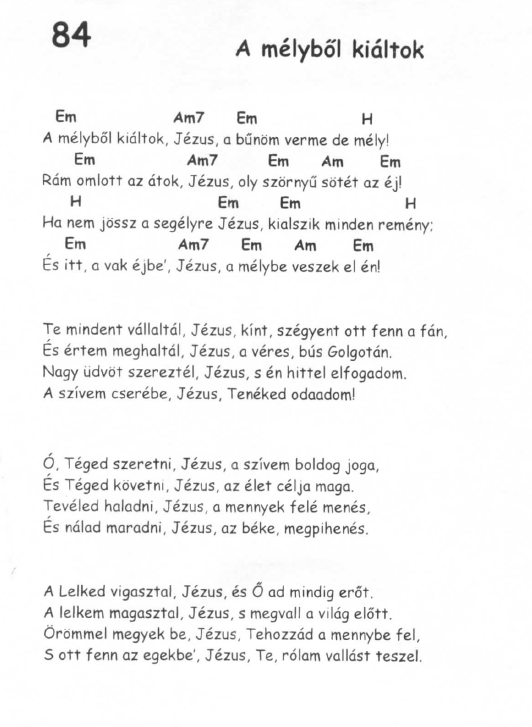 84
A mélyből kiáltok
Em Am7 Em H
A mélyből kiáltok, Jézus, a bűnöm verme de mély!
Em Am7 Em Am Em
Rám omlott az átok, Jézus, oly szörnyű sötét az éj!
H Em Em H
Ha nem jössz a segélyre Jézus, kialszik minden remény;
Em Am7 Em Am Em
És itt, a vak éjbe', Jézus, a mélybe veszek el én!
Te mindent vállaltál, Jézus, kínt, szégyent ott fenn a fán,
És értem meghaltál, Jézus, a véres, bús Golgotán.
Nagy üdvöt szereztél, Jézus, s én hittel elfogadom.
A szívem cserébe, Jézus, Tenéked odaadom!
Ó, Téged szeretni, Jézus, a szívem boldog joga,
És Téged követni, Jézus, az élet célja maga.
Tevéled haladni, Jézus, a mennyek felé menés,
És nálad maradni, Jézus, az béke, megpihenés.
A Lelked vigasztal, Jézus, és Ő ad mindig erőt.
A lelkem magasztal, Jézus, s megvall a világ előtt.
Örömmel megyek be, Jézus, Tehozzád a mennybe fel,
S ott fenn az egekbe', Jézus, Te, rólam vallást teszel.